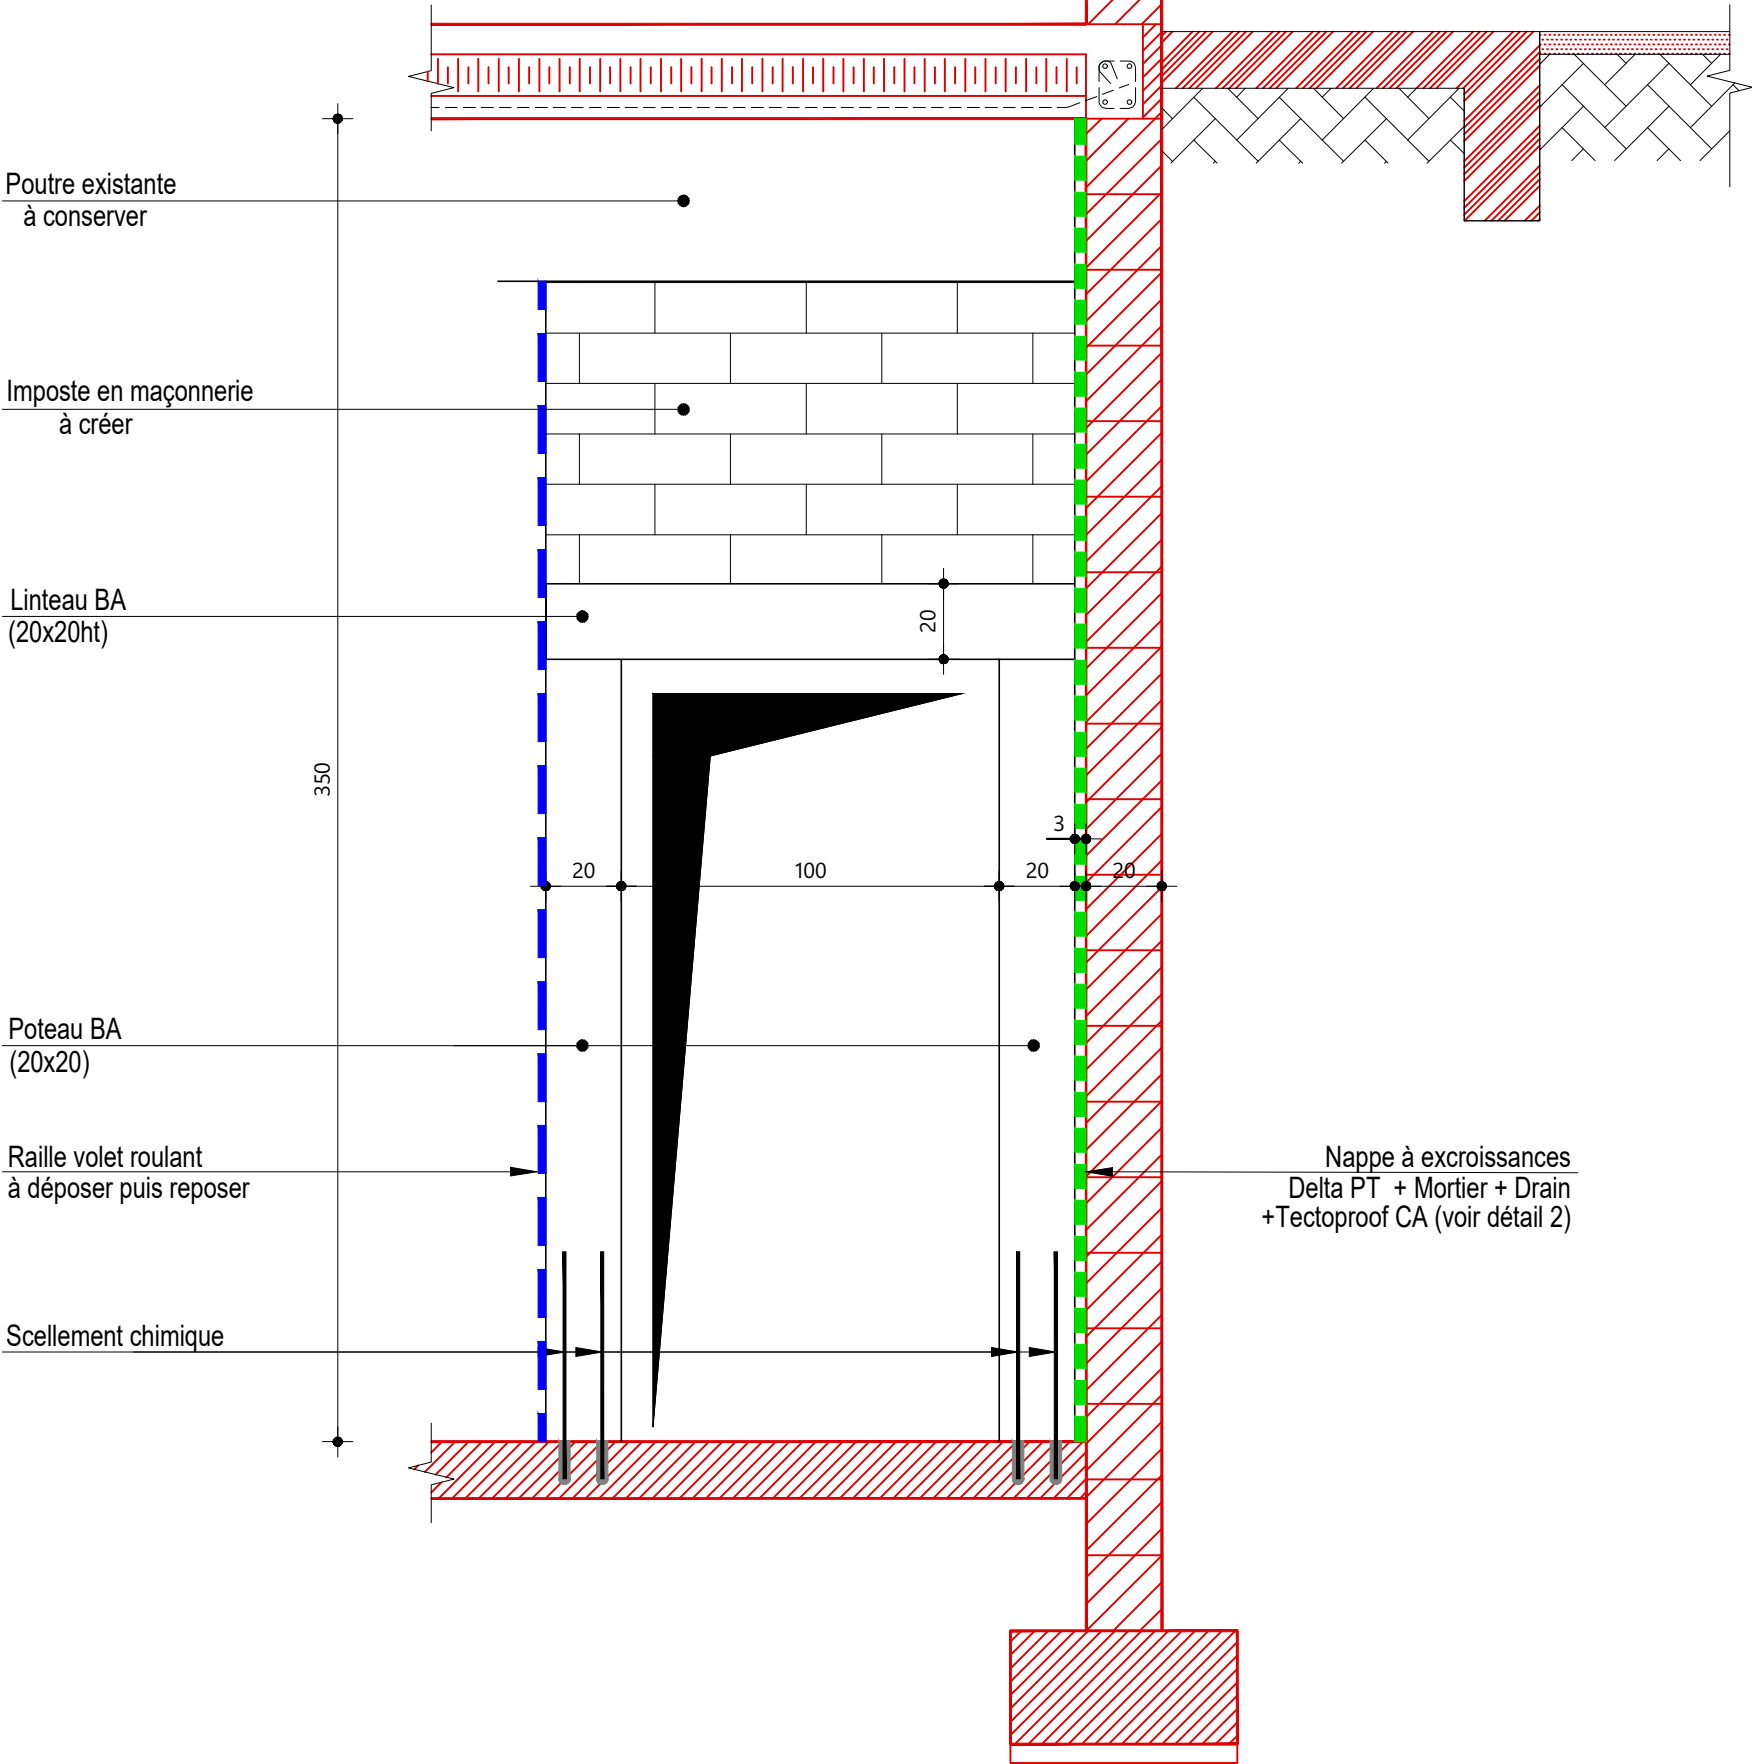 Poutre existante
à conserver
Imposte en maçonnerie
à créer
Linteau BA
(20x20ht)
20
350
3
20
100
20
20
Poteau BA
(20x20)
Raille volet roulant
à déposer puis reposer
Nappe à excroissances
Delta PT + Mortier + Drain
+Tectoproof CA (voir détail 2)
Scellement chimique